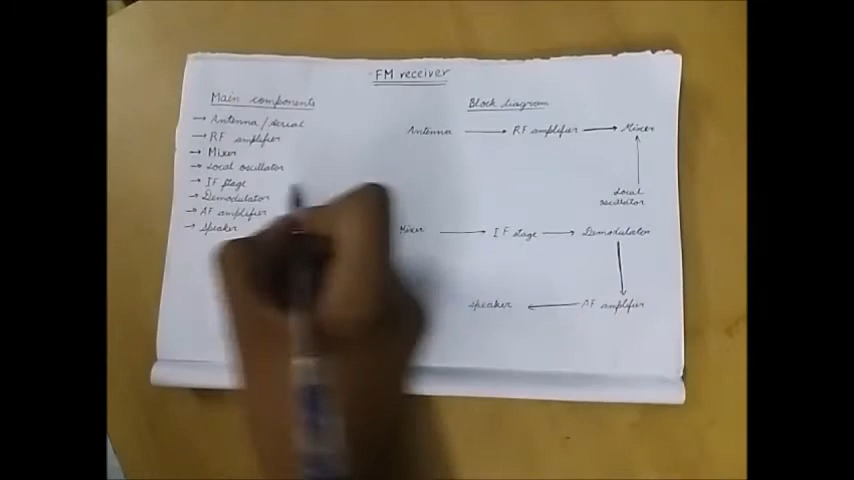 FM receiver
Main components
→ Antenna / aerial
→ RF amplifier
→ Mixer
→ Local oscillator
→ IF stage
→ Demodulator
→ AF amplifier
→ Speaker
Block diagram
Antenna → RF amplifier → Mixer
Local
oscillator
Mixer → IF stage → Demodulator
Speaker ← AF amplifier